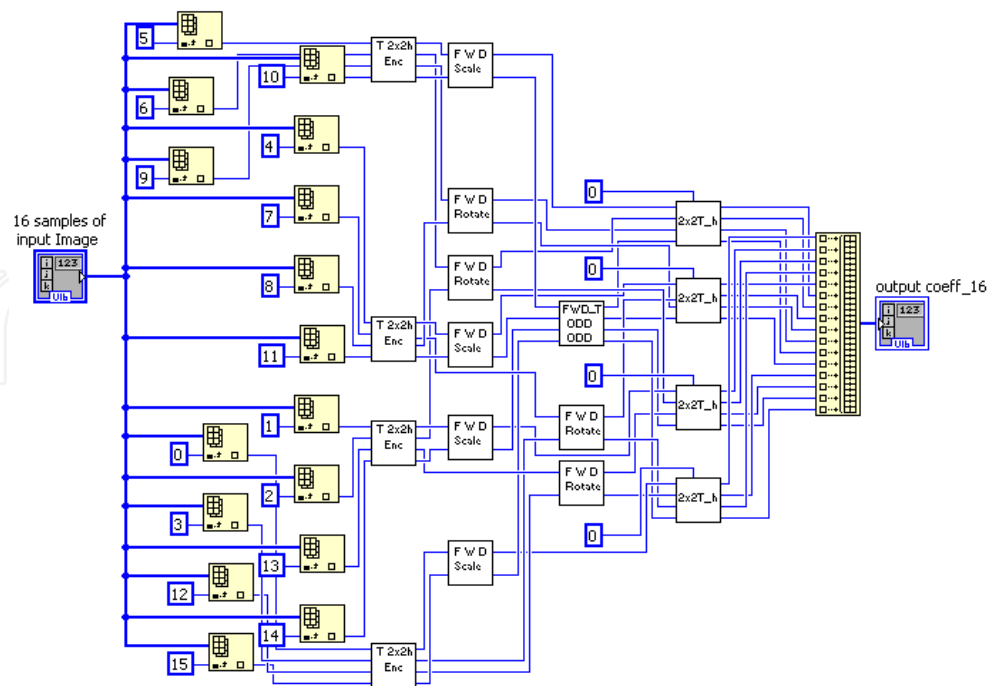 5
T 2x2h
Enc
F W D
Scale
10
6
4
9
0
7
F W D
Rotate
2x2T_h
16 samples of
input Image
i
j
k
123
U16
8
F W D
Rotate
0
2x2T_h
output coeff_16
i
j
k
123
U16
FWD_T
ODD
ODD
T 2x2h
Enc
F W D
Scale
11
0
2x2T_h
1
T 2x2h
Enc
F W D
Scale
F W D
Rotate
0
2
F W D
Rotate
2x2T_h
3
0
13
F W D
Scale
12
14
15
T 2x2h
Enc